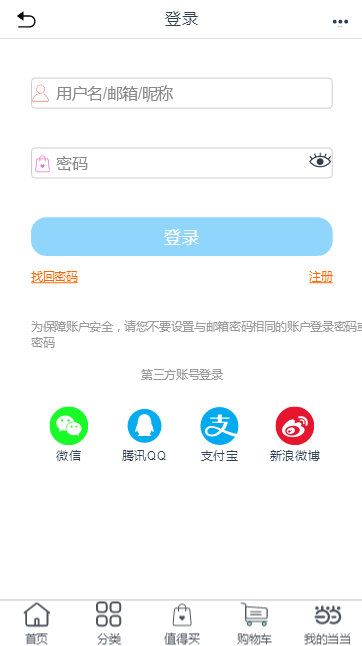 登录
用户名/邮箱/昵称
密码
登录
找回密码 注册
为保障账户安全，请您不要设置与邮箱密码相同的账户登录密码或
密码
第三方账号登录
微信 腾讯QQ 支付宝 新浪微博
首页 分类 值得买 购物车 我的当当